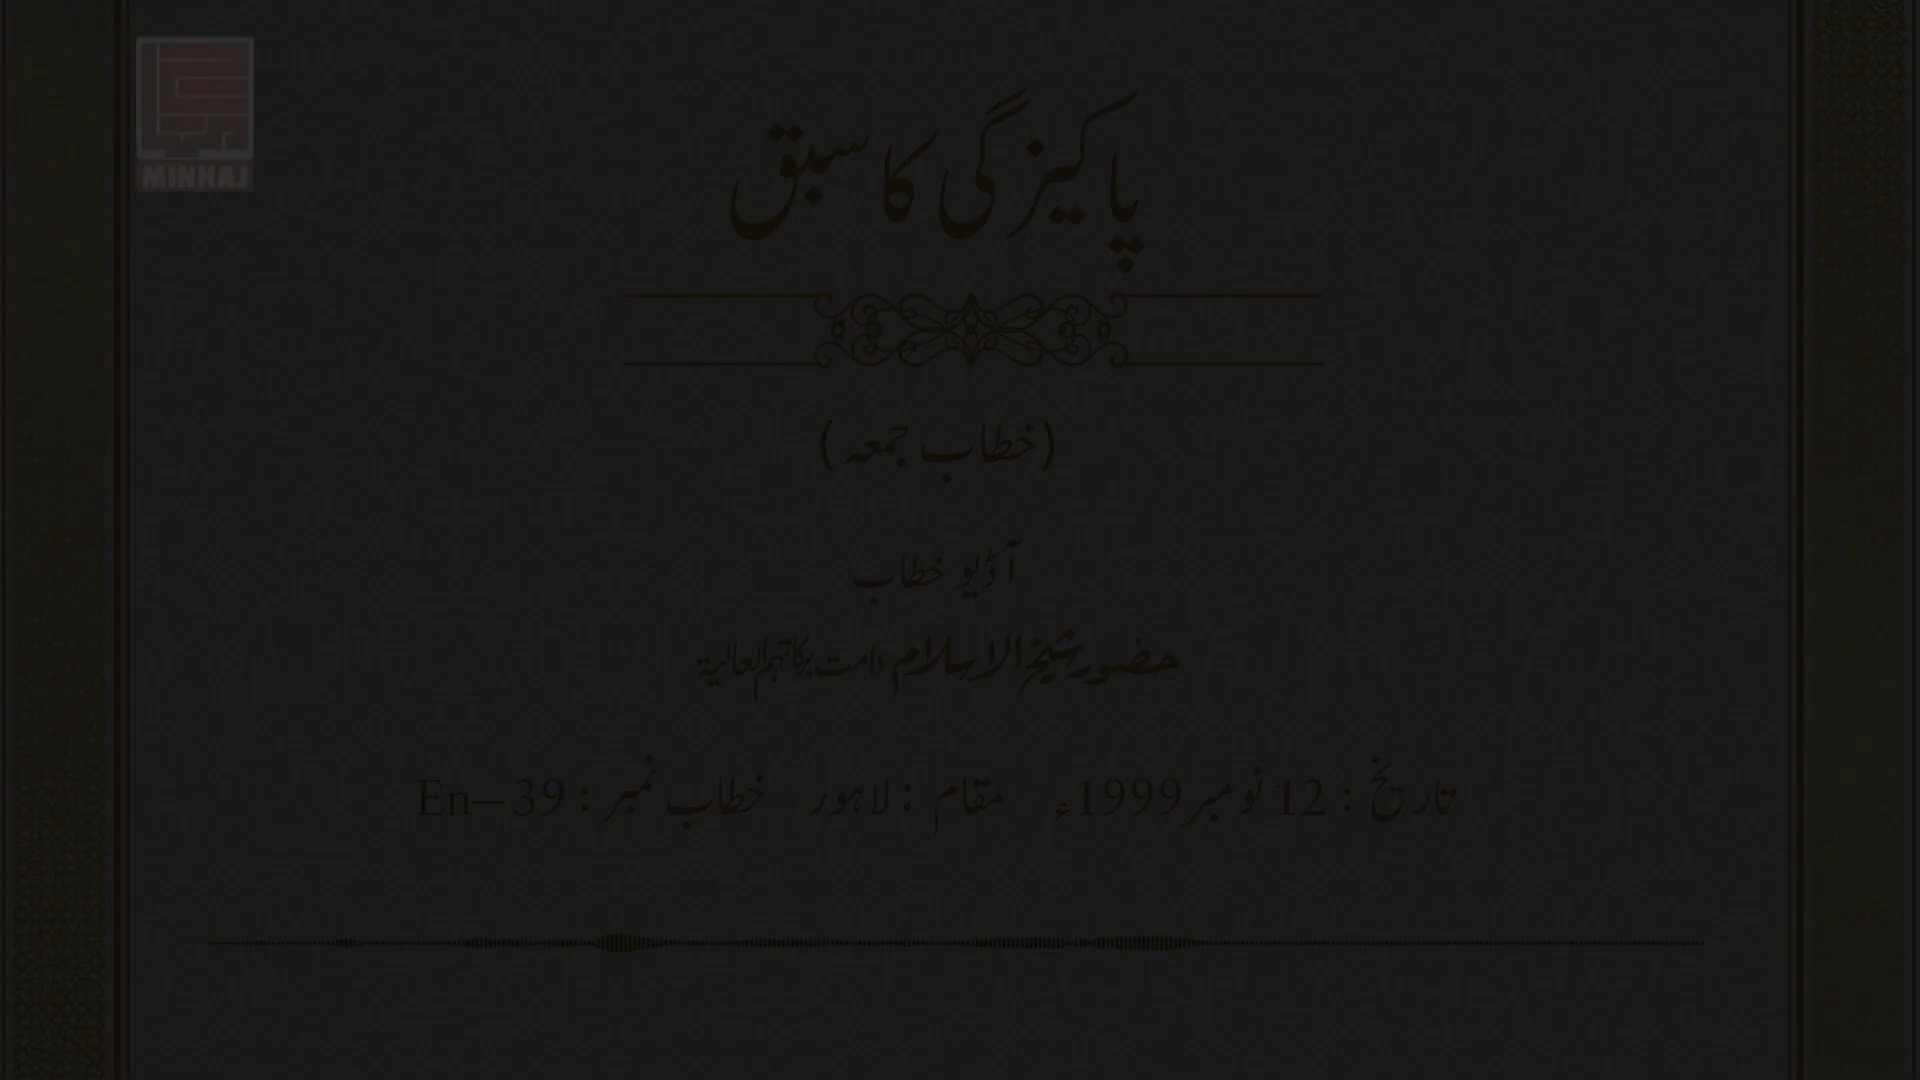 MINHAJ
پاکیزگی کا سبق
(خطاب جمعہ)
آڈیو خطاب
حضور شیخ الاسلام دامت برکاتہم العالیۃ
تاریخ : 12 نومبر 1999ء مقام : لاہور خطاب نمبر : En–39